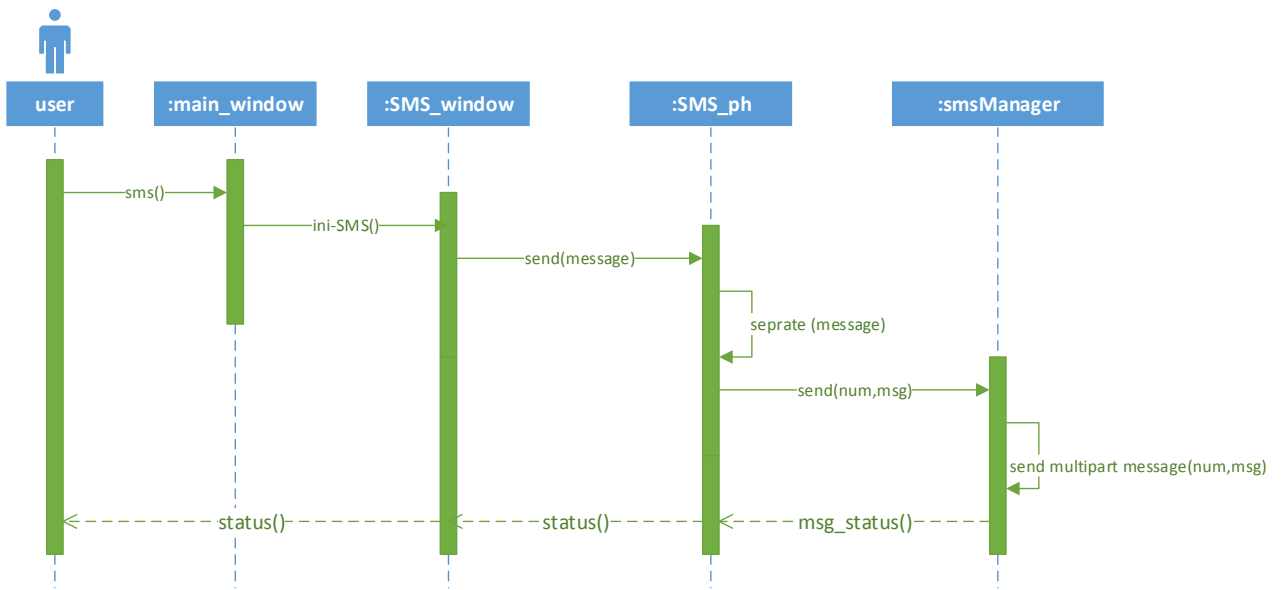 user
:main_window
:SMS_window
:SMS_ph
:smsManager
sms()
ini-SMS()
send(message)
seprate (message)
send(num,msg)
send multipart message(num,msg)
status()
status()
msg_status()